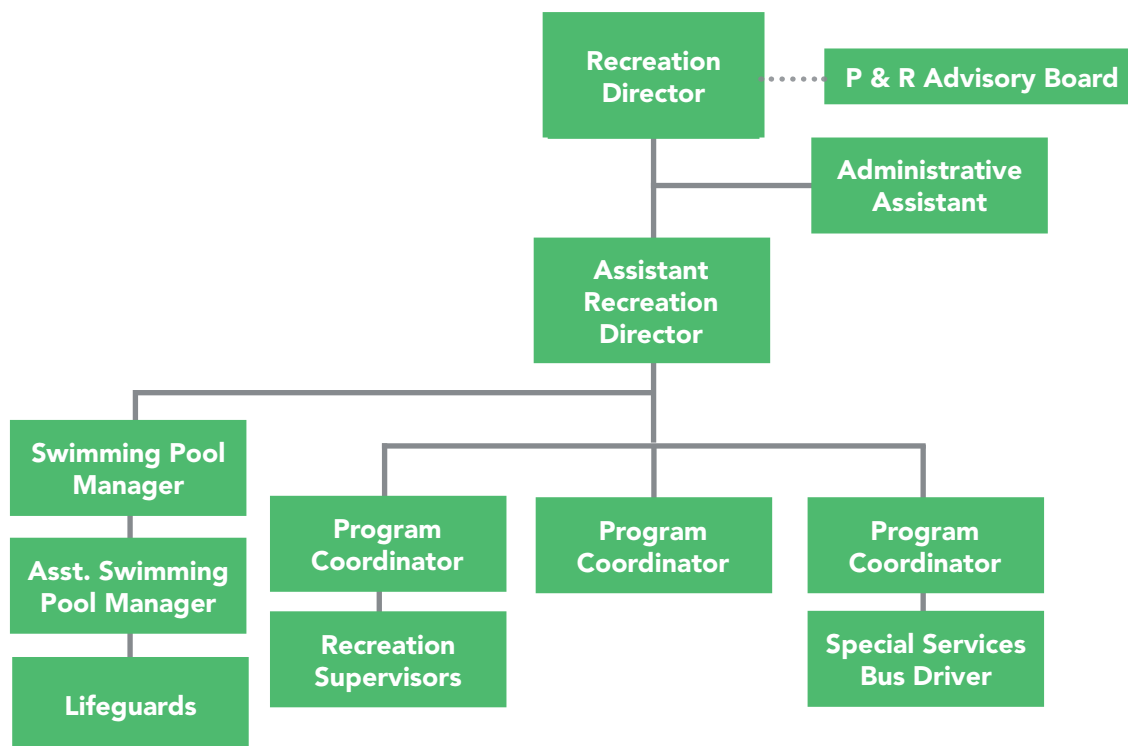 Recreation
Director
P & R Advisory Board
Administrative
Assistant
Assistant
Recreation
Director
Swimming Pool
Manager
Program
Coordinator
Program
Coordinator
Program
Coordinator
Asst. Swimming
Pool Manager
Recreation
Supervisors
Special Services
Bus Driver
Lifeguards